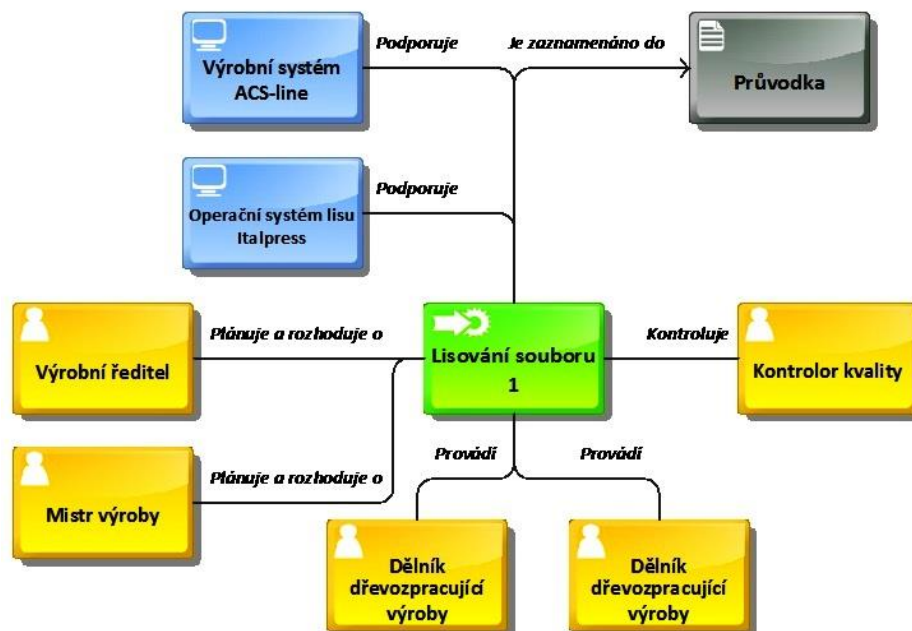 Podporuje
Je zaznamenáno do
Výrobní systém
ACS-line
Průvodka
Podporuje
Operační systém lisu
Italpress
Plánuje a rozhoduje o
Kontroluje
Výrobní ředitel
Lisování souboru
1
Kontrolor kvality
Plánuje a rozhoduje o
Provádí
Provádí
Mistr výroby
Dělník
dřevozpracující
výroby
Dělník
dřevozpracující
výroby